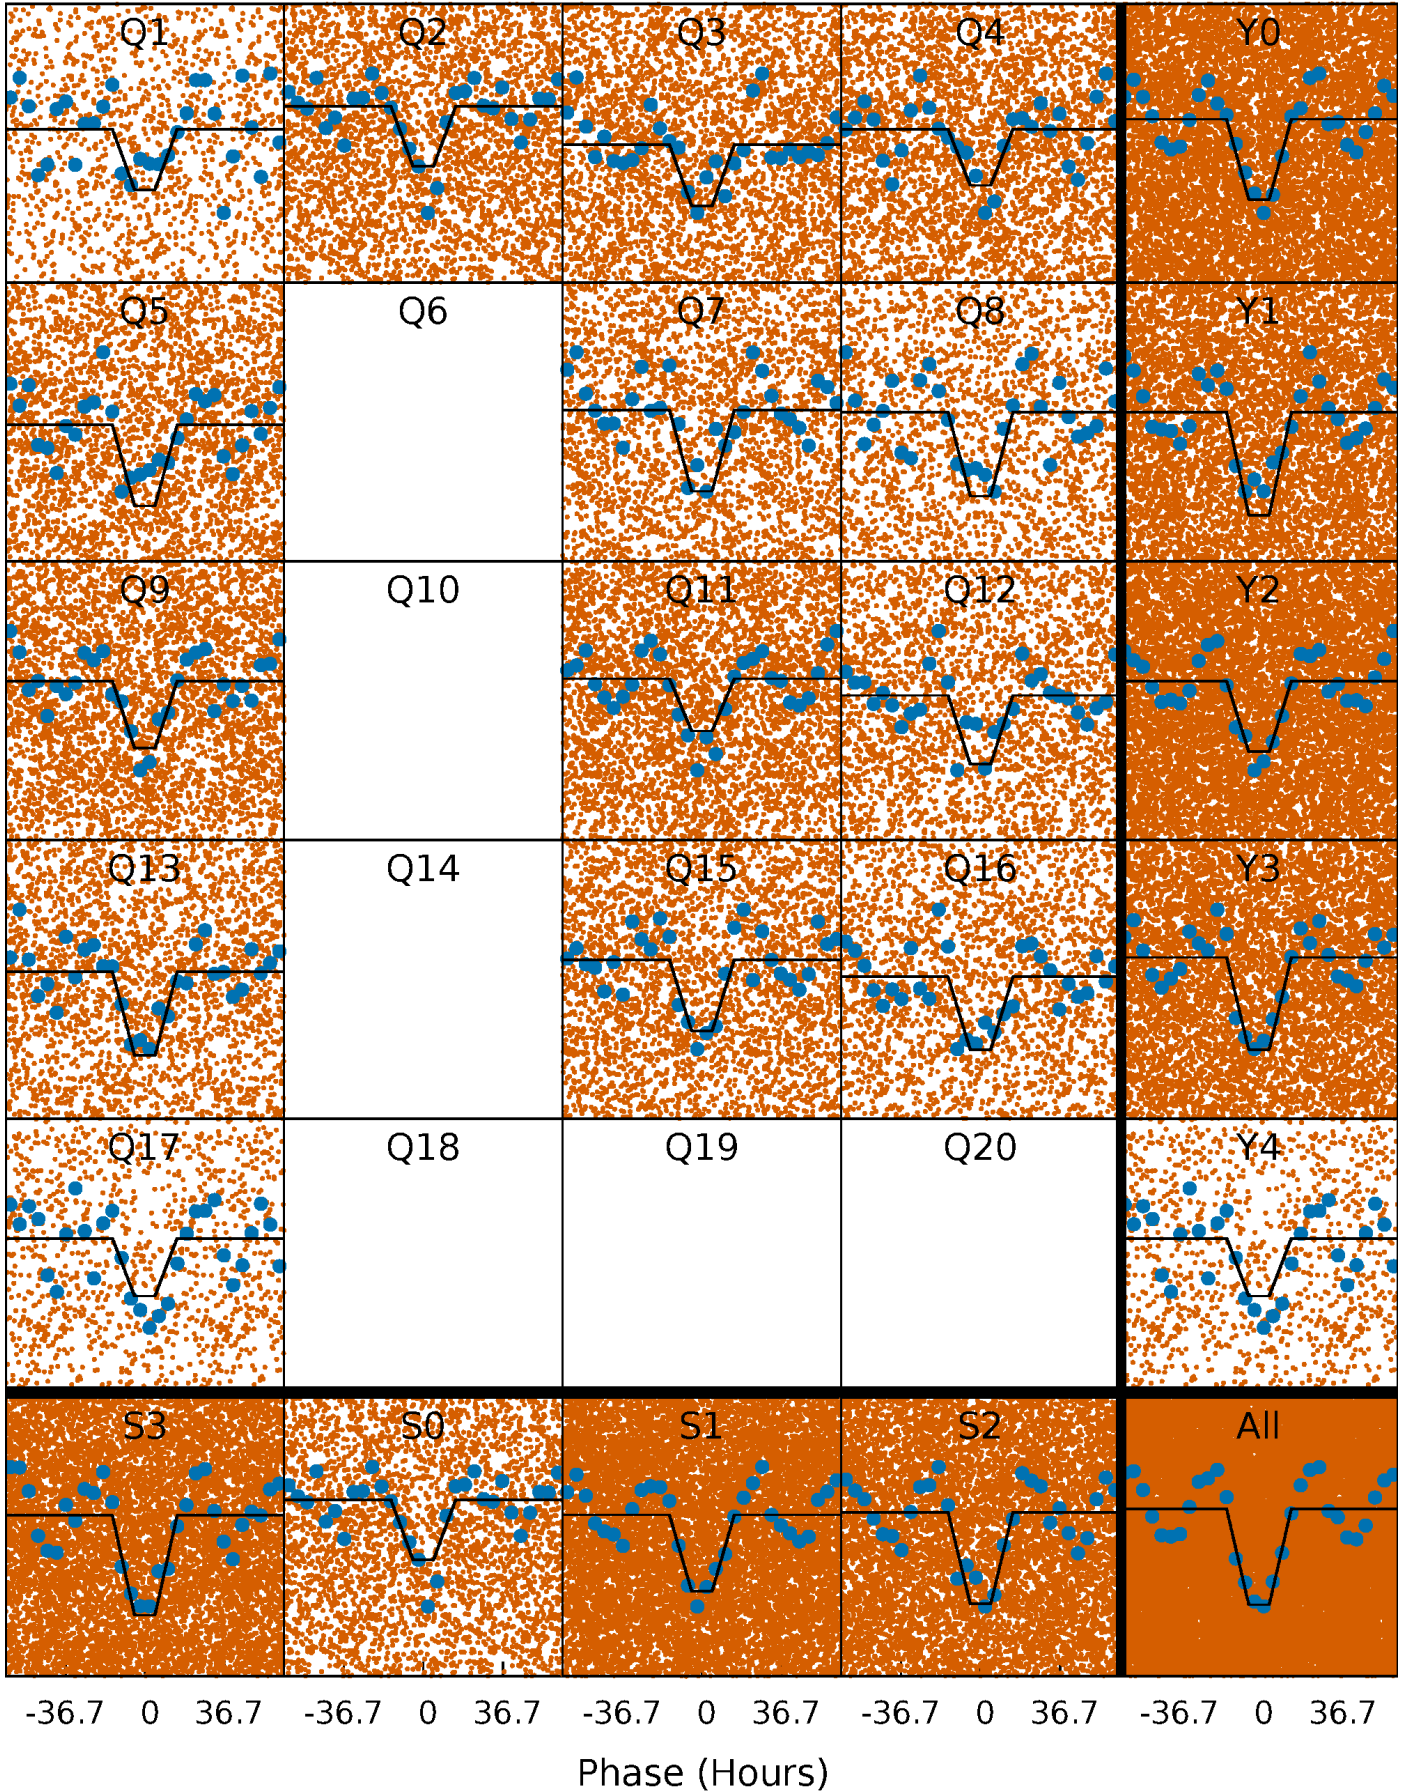 Q1 Q2 Q3 Q4 Y0
Q5 Q6 Q7 Q8 Y1
Q9 Q10 Q11 Q12 Y2
Q13 Q14 Q15 Q16 Y3
Q17 Q18 Q19 Q20 Y4
S3 S0 S1 S2 All
-36.7 0 36.7 -36.7 0 36.7 -36.7 0 36.7 -36.7 0 36.7 -36.7 0 36.7
Phase (Hours)